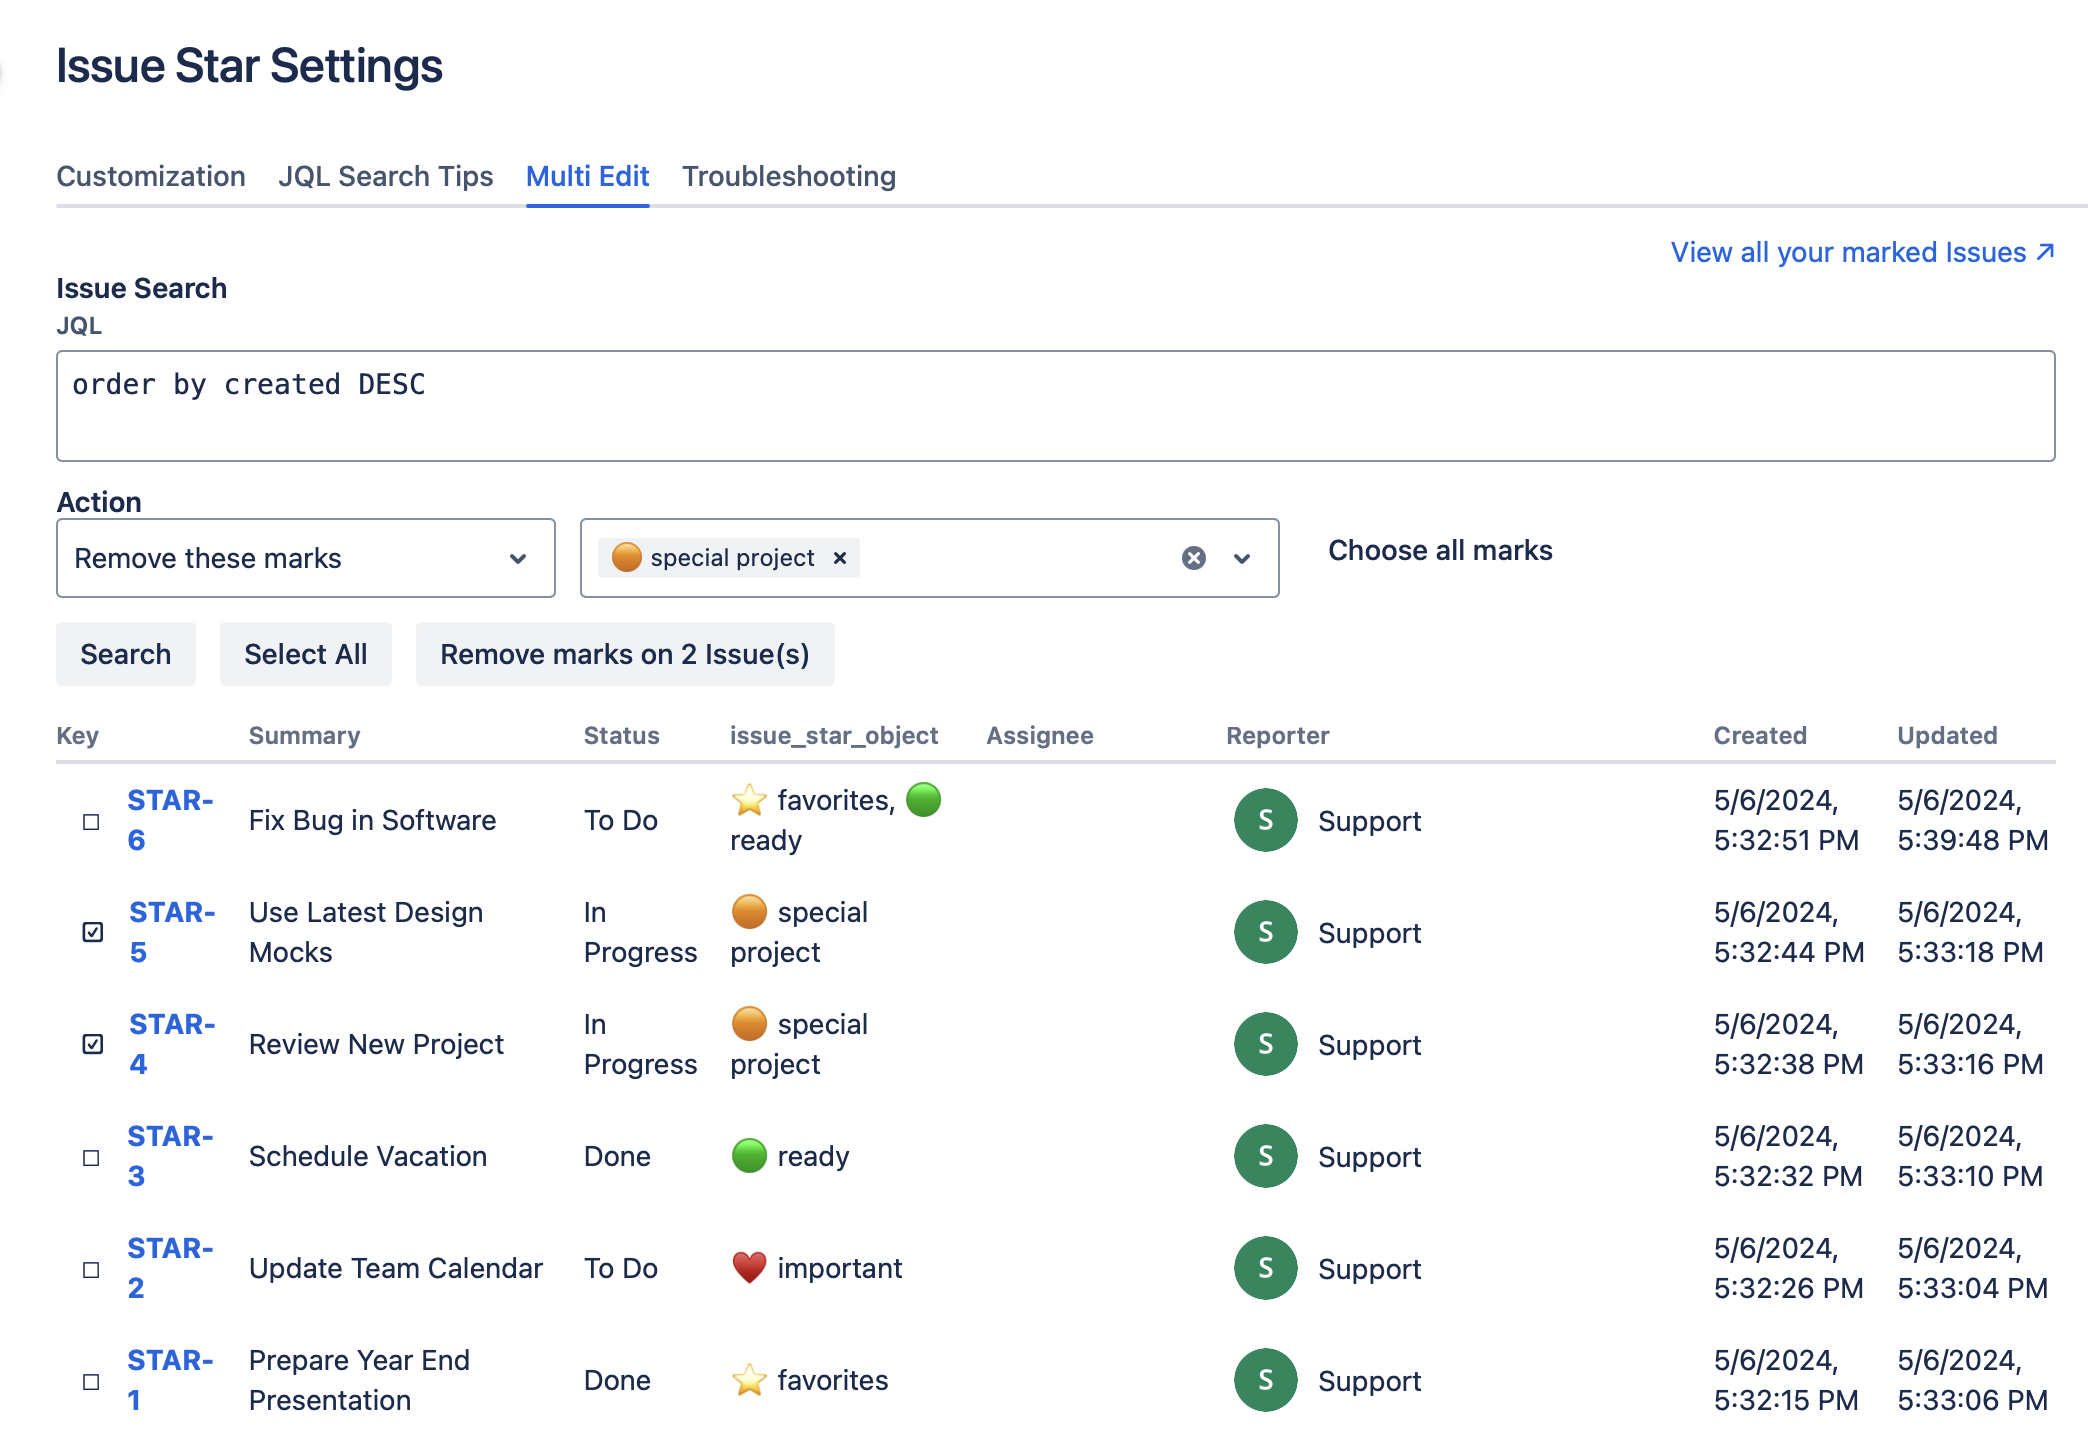 Issue Star Settings
Customization JQL Search Tips Multi Edit Troubleshooting
View all your marked Issues
Issue Search
JQL
order by created DESC
Action
Remove these marks special project Choose all marks
Search Select All Remove marks on 2 Issue(s)
Key Summary Status issue_star_object Assignee Reporter Created Updated
STAR-6 Fix Bug in Software To Do favorites, ready S Support 5/6/2024, 5:32:51 PM 5/6/2024, 5:39:48 PM
STAR-5 Use Latest Design Mocks In Progress special project S Support 5/6/2024, 5:32:44 PM 5/6/2024, 5:33:18 PM
STAR-4 Review New Project In Progress special project S Support 5/6/2024, 5:32:38 PM 5/6/2024, 5:33:16 PM
STAR-3 Schedule Vacation Done ready S Support 5/6/2024, 5:32:32 PM 5/6/2024, 5:33:10 PM
STAR-2 Update Team Calendar To Do important S Support 5/6/2024, 5:32:26 PM 5/6/2024, 5:33:04 PM
STAR-1 Prepare Year End Presentation Done favorites S Support 5/6/2024, 5:32:15 PM 5/6/2024, 5:33:06 PM